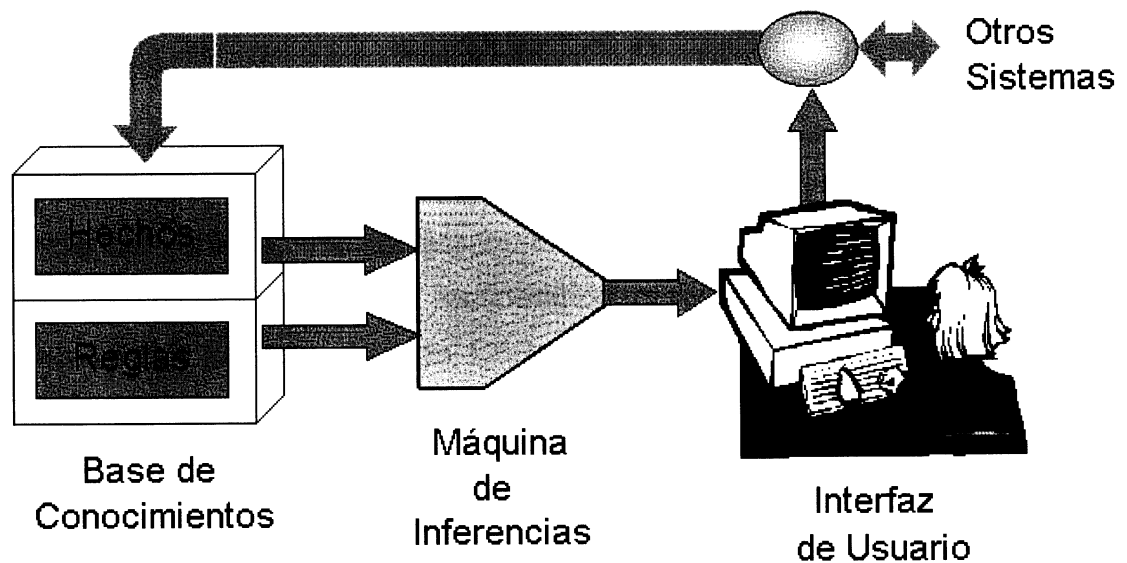 Otros
Sistemas
Hechos
Reglas
Base de
Conocimientos
Máquina
de
Inferencias
Interfaz
de Usuario